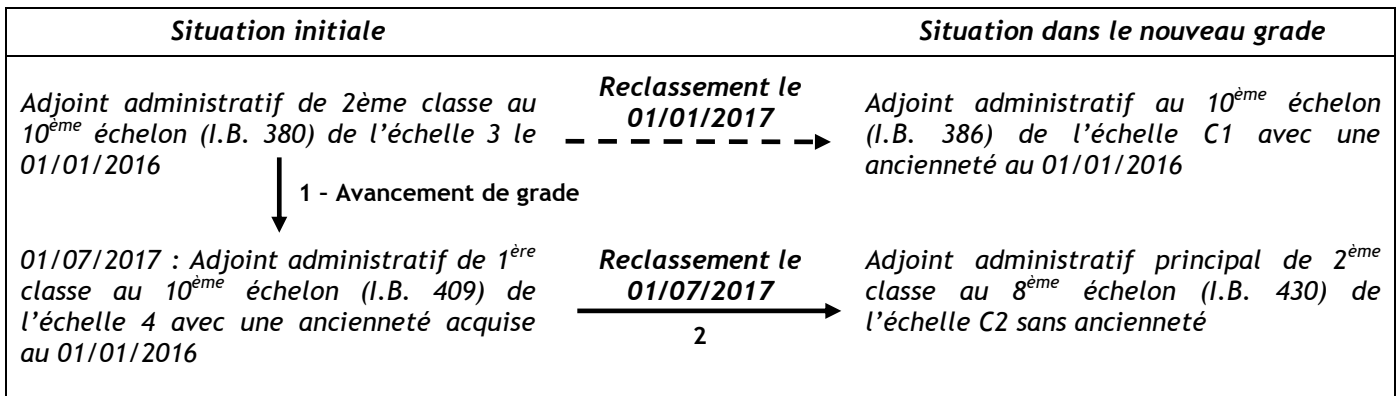 Situation initiale
Situation dans le nouveau grade
Adjoint administratif de 2ème classe au
10ème échelon (I.B. 380) de l'échelle 3 le
01/01/2016
Reclassement le
01/01/2017
Adjoint administratif au 10ème échelon
(I.B. 386) de l'échelle C1 avec une
ancienneté au 01/01/2016
1 – Avancement de grade
01/07/2017 : Adjoint administratif de 1ère
classe au 10ème échelon (I.B. 409) de
l'échelle 4 avec une ancienneté acquise
au 01/01/2016
Reclassement le
01/07/2017
2
Adjoint administratif principal de 2ème
classe au 8ème échelon (I.B. 430) de
l'échelle C2 sans ancienneté